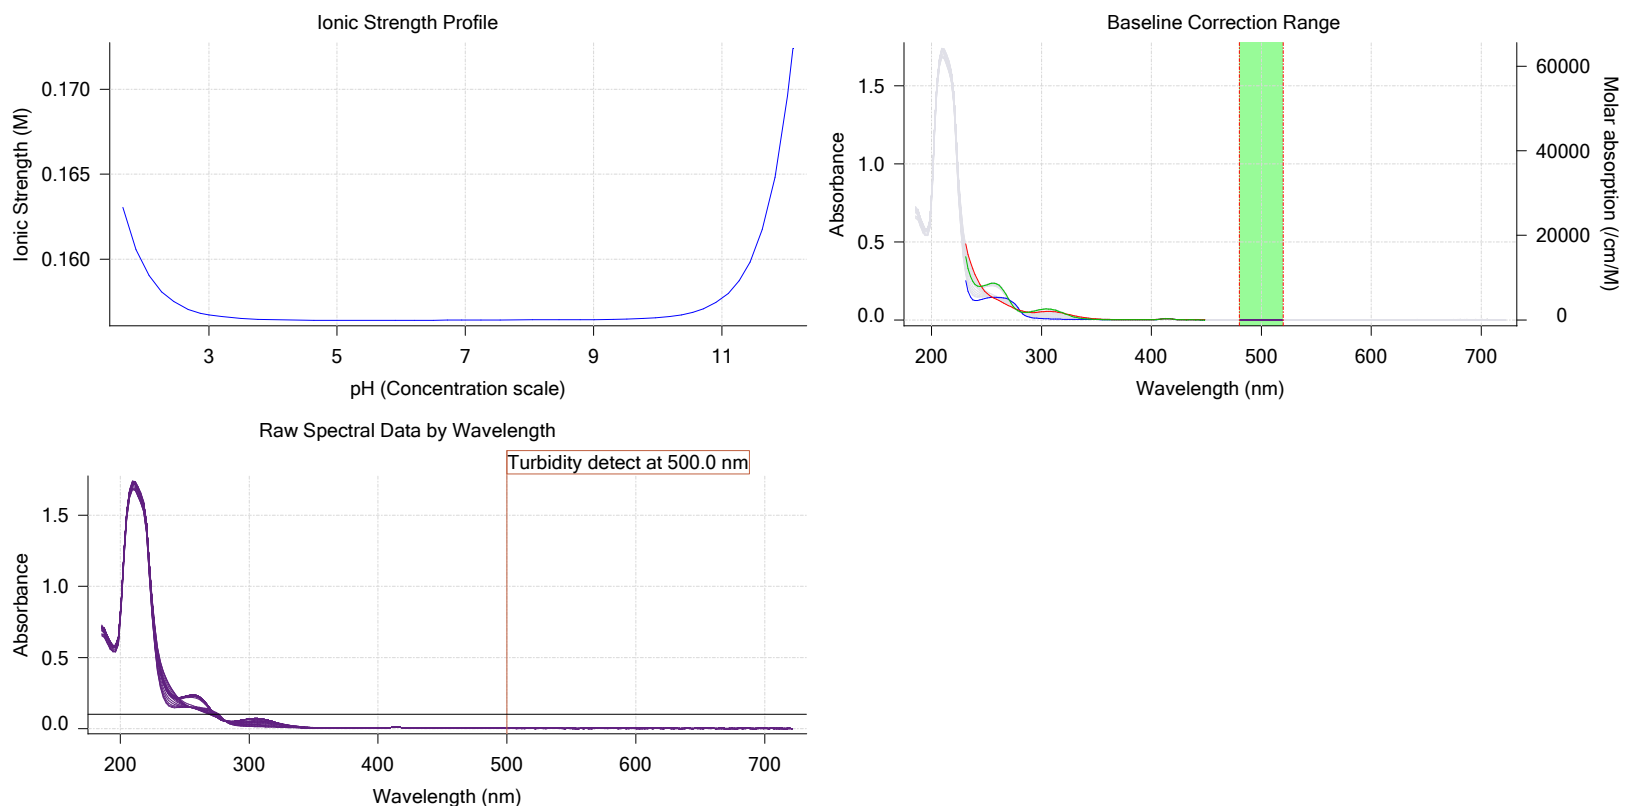 Ionic Strength Profile
Ionic Strength (M)
0.170
0.165
0.160
3 5 7 9 11
pH (Concentration scale)
Baseline Correction Range
Absorbance
1.5
1.0
0.5
0.0
60000
40000
20000
0
Molar absorption (/cm/M)
200 300 400 500 600 700
Wavelength (nm)
Raw Spectral Data by Wavelength
Turbidity detect at 500.0 nm
Absorbance
1.5
1.0
0.5
0.0
200 300 400 500 600 700
Wavelength (nm)